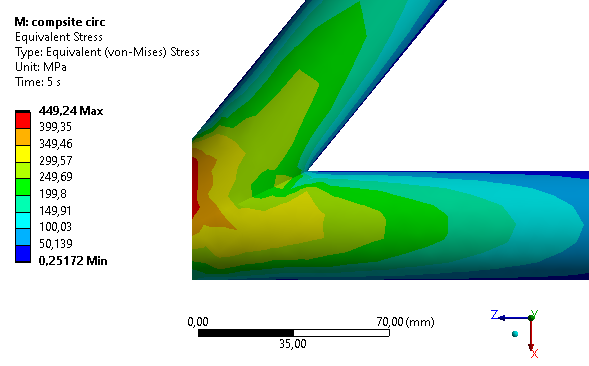 M: compsite circ
Equivalent Stress
Type: Equivalent (von-Mises) Stress
Unit: MPa
Time: 5 s
449,24 Max
399,35
349,46
299,57
249,69
199,8
149,91
100,03
50,139
0,25172 Min
0,00 70,00 (mm)
35,00
Z Y
X